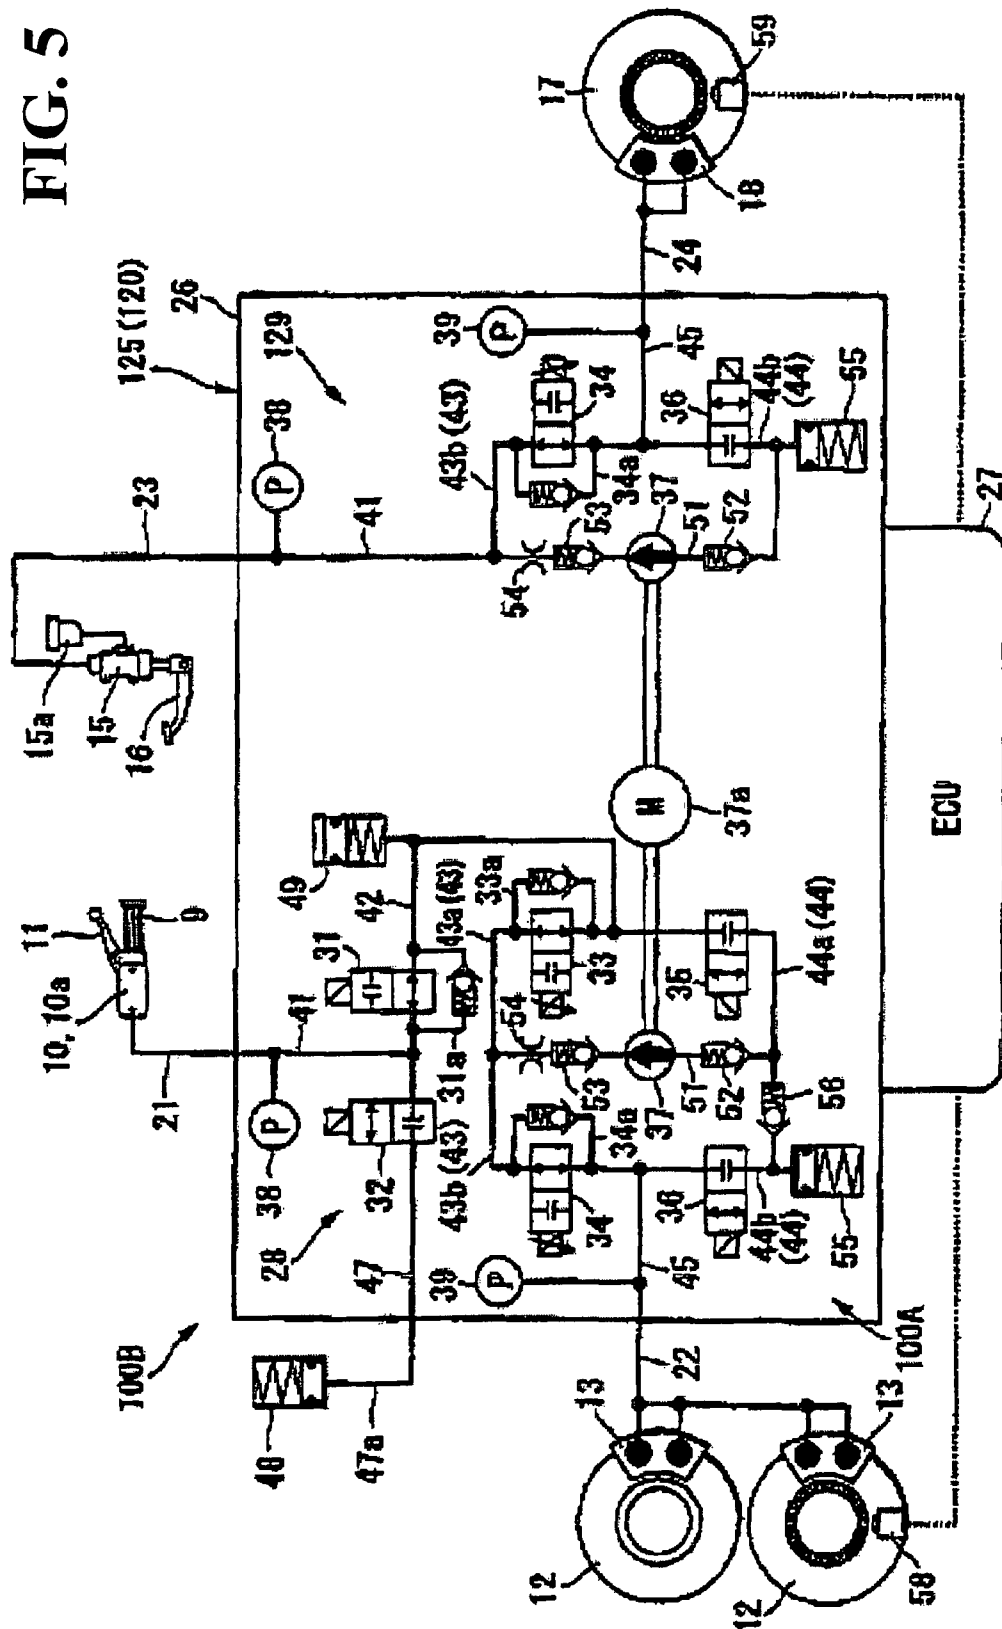 FIG. 5
125 (120)
26
129
23
38
P
41
39
P
43b (43)
34
34a
53
54
37
51
52
36
44b
(44)
45
55
24
17
18
59
15a
15
16
11
9
10, 10a
21
41
38
P
28
32
31
31a
42
49
47
47a
48
100B
43a (43)
33a
33
43b (43)
54
53
34a
34
37
51
52
35
44a (44)
56
36
44b
(44)
55
39
P
45
M
37a
22
100A
13
13
12
12
58
ECU
27